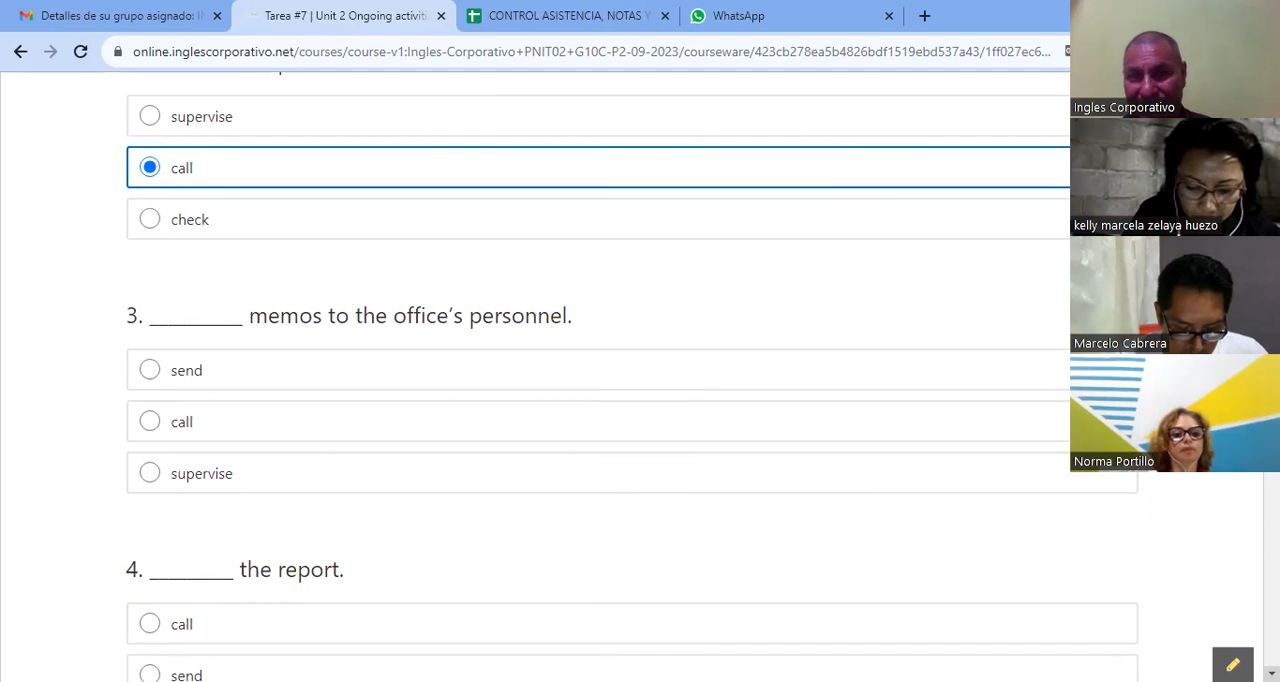 Detalles de su grupo asignado: I
Tarea #7 | Unit 2 Ongoing activiti
CONTROL ASISTENCIA, NOTAS Y
WhatsApp
online.inglescorporativo.net/courses/course-v1:Ingles-Corporativo+PNIT02+G10C-P2-09-2023/courseware/423cb278ea5b4826bdf1519ebd537a43/1ff027ec6...
supervise
call
check
3. ________ memos to the office's personnel.
send
call
supervise
4. ________ the report.
call
send
Ingles Corporativo
kelly marcela zelaya huezo
Marcelo Cabrera
Norma Portillo